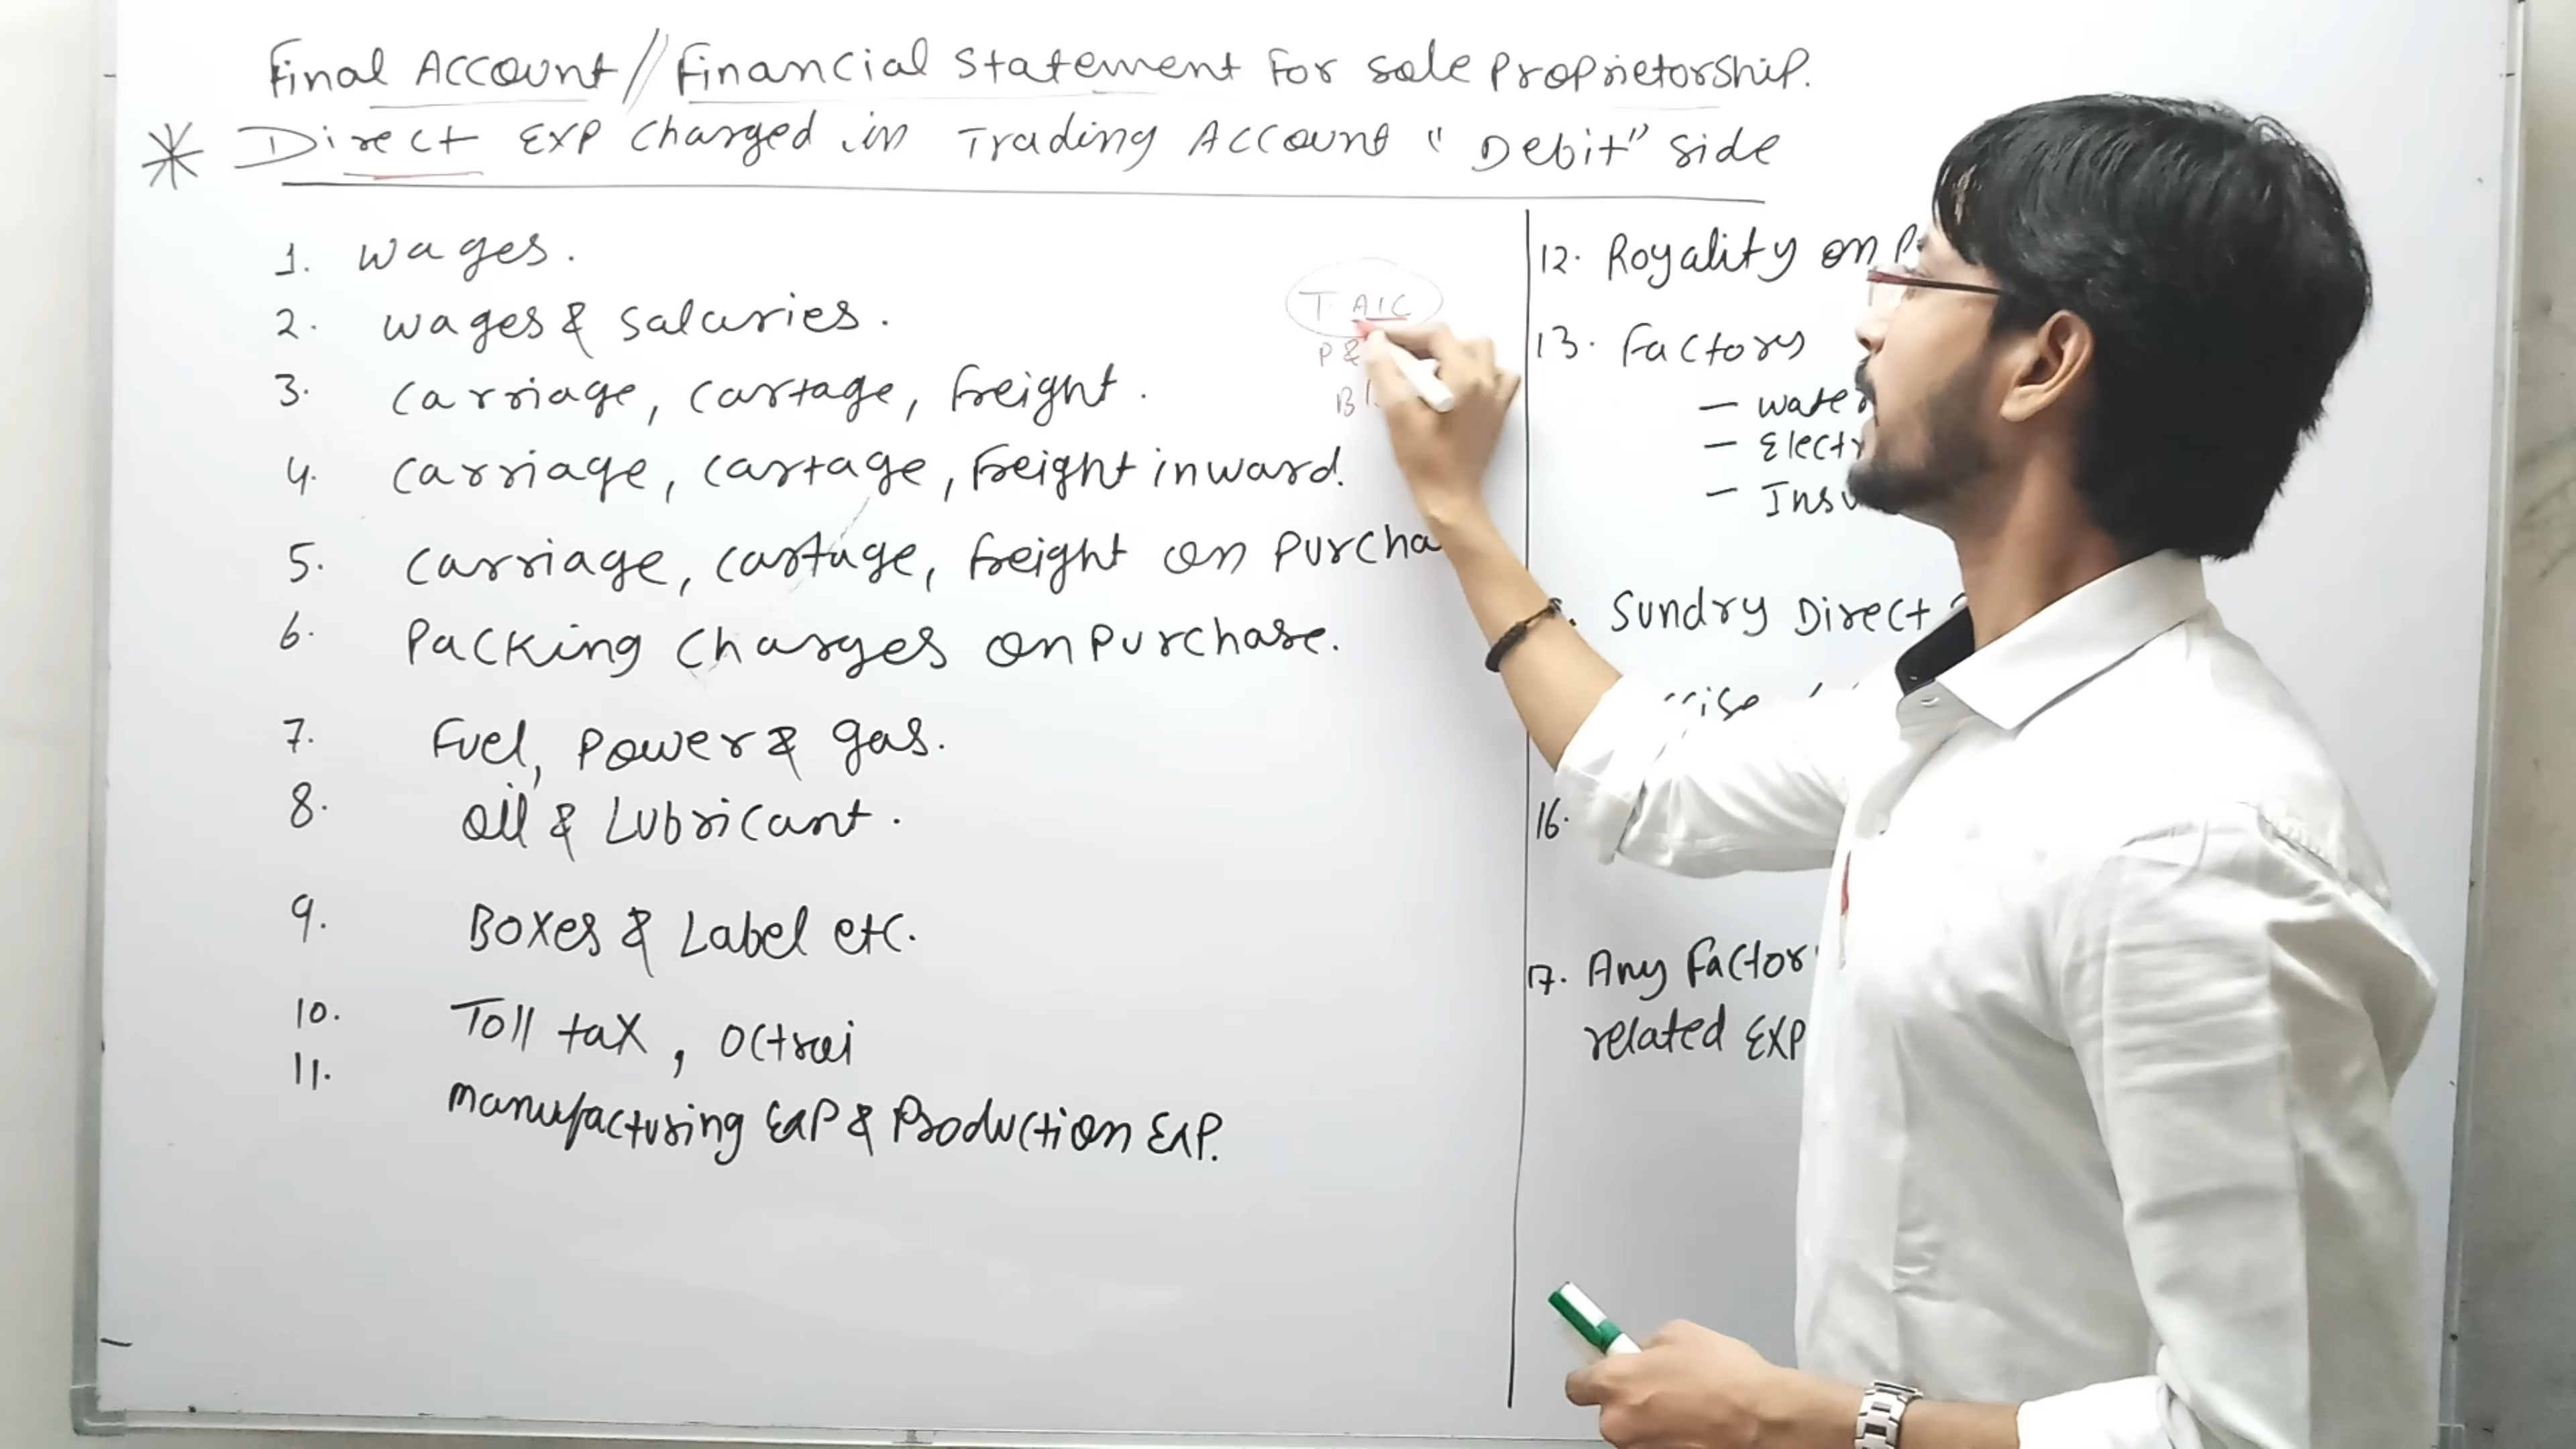 Final Account // Financial Statement For Sole Proprietorship.
Direct Exp Charged in Trading Account "Debit" side
1. Wages.
2. Wages & Salaries.
3. Carriage, Cartage, Freight.
4. Carriage, Cartage, Freight inward.
5. Carriage, Cartage, Freight on Purcha
6. Packing Charges on Purchase.
7. Fuel, Power & gas.
8. Oil & Lubricant.
9. Boxes & Label etc.
10. Toll tax, Octroi
11. Manufacturing Exp & Production Exp.
T A/C
P &
B
12. Royality on P
13. Factory
— Water
— Electr
— Insu
Sundry Direct
16.
17. Any Factor
related Exp